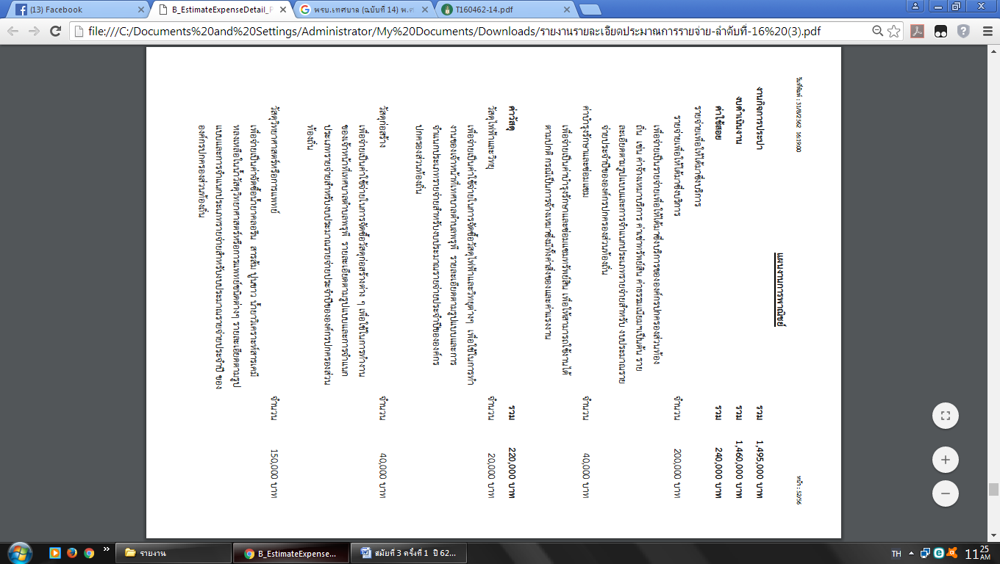 (13) Facebook
B_EstimateExpenseDetail_F
พรบ.เทศบาล (ฉบับที่ 14) พ.ศ
T160462-14.pdf
file:///C:/Documents%20and%20Settings/Administrator/My%20Documents/Downloads/รายงานรายละเอียดประมาณการรายจ่าย-ลำดับที่-16%20(3).pdf
วันที่พิมพ์ : 31/8/2562 16:19:00
หน้า : 52/56
แผนงานการพาณิชย์
งานกิจการประปา รวม 1,495,000 บาท
งบดำเนินงาน รวม 1,460,000 บาท
ค่าใช้สอย รวม 240,000 บาท
รายจ่ายเพื่อให้ได้มาซึ่งบริการ
รายจ่ายเพื่อให้ได้มาซึ่งบริการ จำนวน 200,000 บาท
เพื่อจ่ายเป็นรายจ่ายเพื่อให้ได้มาซึ่งบริการขององค์กรปกครองส่วนท้อง
ถิ่น เช่น ค่าจ้างเหมาบริการ ค่าเช่าทรัพย์สิน ค่าธรรมเนียมฯเป็นต้น ราย
ละเอียดตามรูปแบบและการจำแนกประเภทรายจ่ายสำหรับ งบประมาณราย
จ่ายประจำปีขององค์กรปกครองส่วนท้องถิ่น
ค่าบำรุงรักษาและซ่อมแซม จำนวน 40,000 บาท
เพื่อจ่ายเป็นค่าบำรุงรักษาและซ่อมแซมทรัพย์สิน เพื่อให้สามารถใช้งานได้
ตามปกติ กรณีเป็นการจ้างเหมาซึ่งมีทั้งค่าสิ่งของและค่าแรงงาน
ค่าวัสดุ รวม 220,000 บาท
วัสดุไฟฟ้าและวิทยุ จำนวน 20,000 บาท
เพื่อจ่ายเป็นค่าใช้จ่ายในการจัดซื้อวัสดุไฟฟ้าและวิทยุต่างๆ เพื่อใช้ในการทำ
งานของเจ้าหน้าที่เทศบาลตำบลพรุพี รายละเอียดตามรูปแบบและการ
จำแนกประเภทรายจ่ายสำหรับงบประมาณรายจ่ายประจำปีขององค์กร
ปกครองส่วนท้องถิ่น
วัสดุก่อสร้าง จำนวน 40,000 บาท
เพื่อจ่ายเป็นค่าใช้จ่ายในการจัดซื้อวัสดุก่อสร้างต่าง ๆ เพื่อใช้ในการทำงาน
ของเจ้าหน้าที่เทศบาลตำบลพรุพี รายละเอียดตามรูปแบบและการจำแนก
ประเภทรายจ่ายสำหรับงบประมาณรายจ่ายประจำปีขององค์กรปกครองส่วน
ท้องถิ่น
วัสดุวิทยาศาสตร์หรือการแพทย์ จำนวน 150,000 บาท
เพื่อจ่ายเป็นค่าจัดซื้อน้ำยาคลอรีน สารส้ม ปูนขาว น้ำยาวิเคราะห์สารเคมี
หลงเหลือในน้ำวัสดุวิทยาศาสตร์หรือการแพทย์ชนิดต่างๆ รายละเอียดตามรูป
แบบและการจำแนกประเภทรายจ่ายสำหรับงบประมาณรายจ่ายประจำปี ของ
องค์กรปกครองส่วนท้องถิ่น
รายงาน
B_EstimateExpense...
สมัยที่ 3 ครั้งที่ 1 ปี 62...
TH
11 25 AM